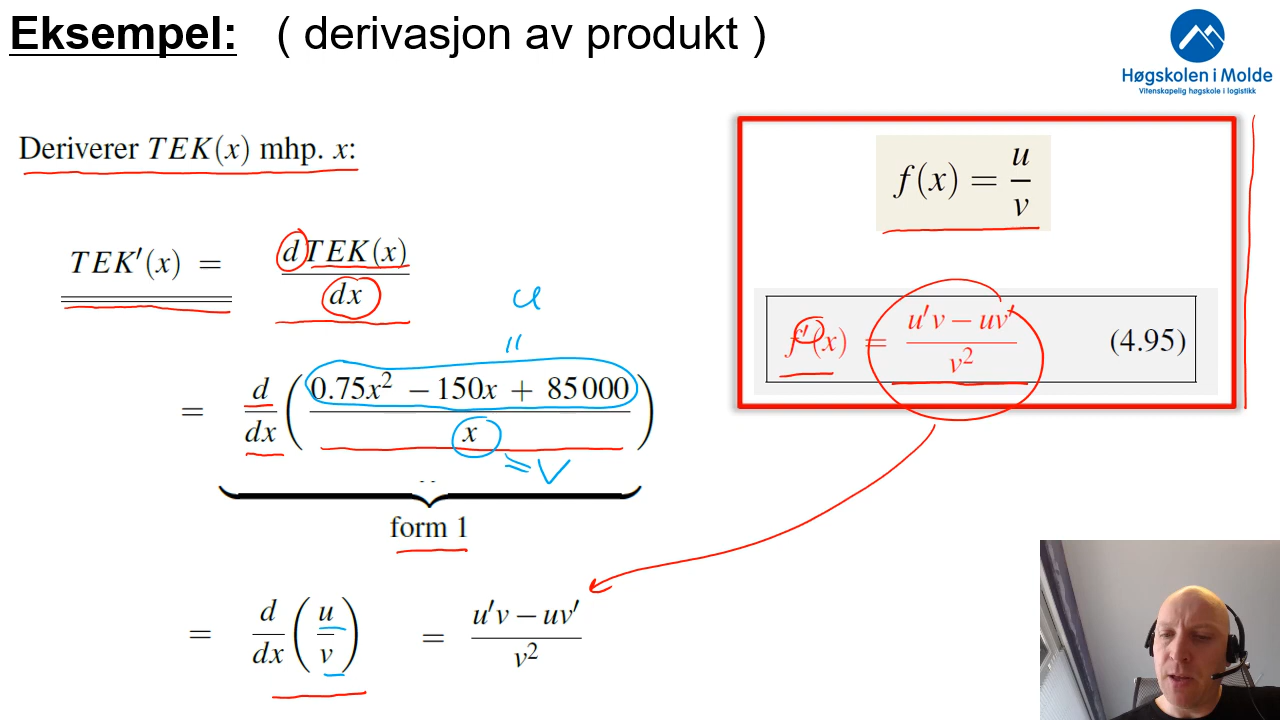 Eksempel: ( derivasjon av produkt )
Høgskolen i Molde
Vitenskapelig høgskole i logistikk
Deriverer TEK(x) mhp. x:
TEK′(x) = dTEK(x) / dx
u
"
= d/dx ( 0.75x² − 150x + 85 000 / x )
= V
form 1
= d/dx ( u / v ) = u′v − uv′ / v²
f(x) = u / v
f′(x) = u′v − uv′ / v² (4.95)